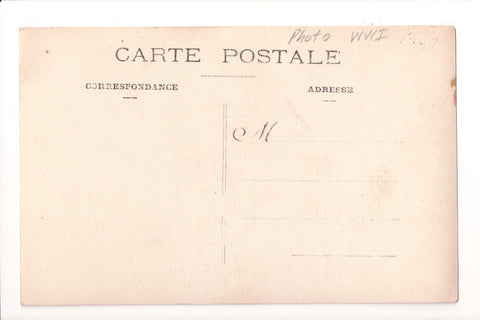 Photo WWI
CARTE POSTALE
CORRESPONDANCE
ADRESSE
M